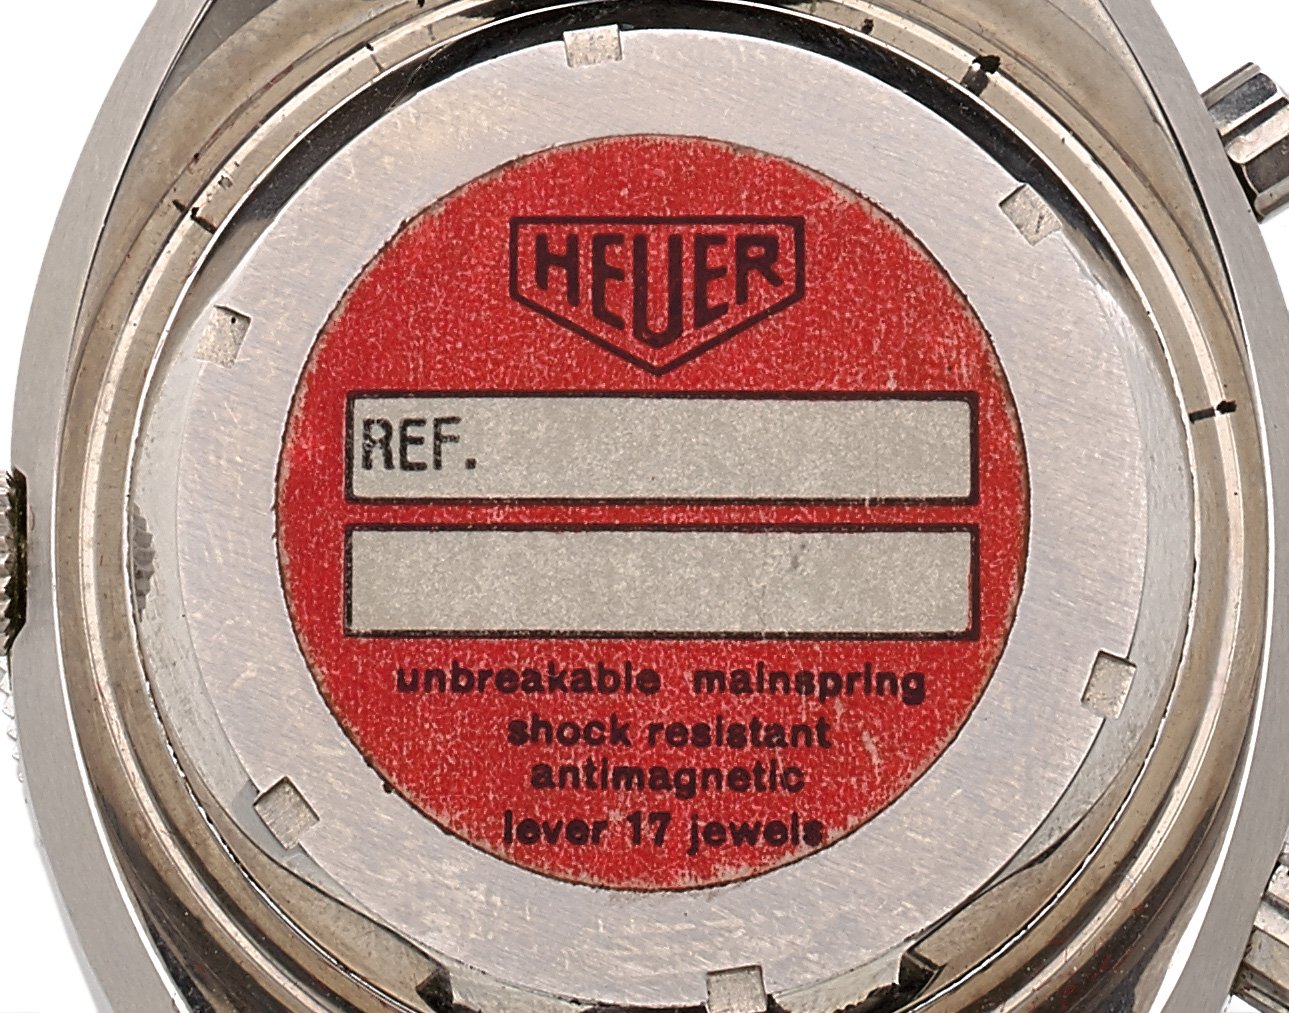 HEUER
REF.
unbreakable mainspring
shock resistant
antimagnetic
lever 17 jewels